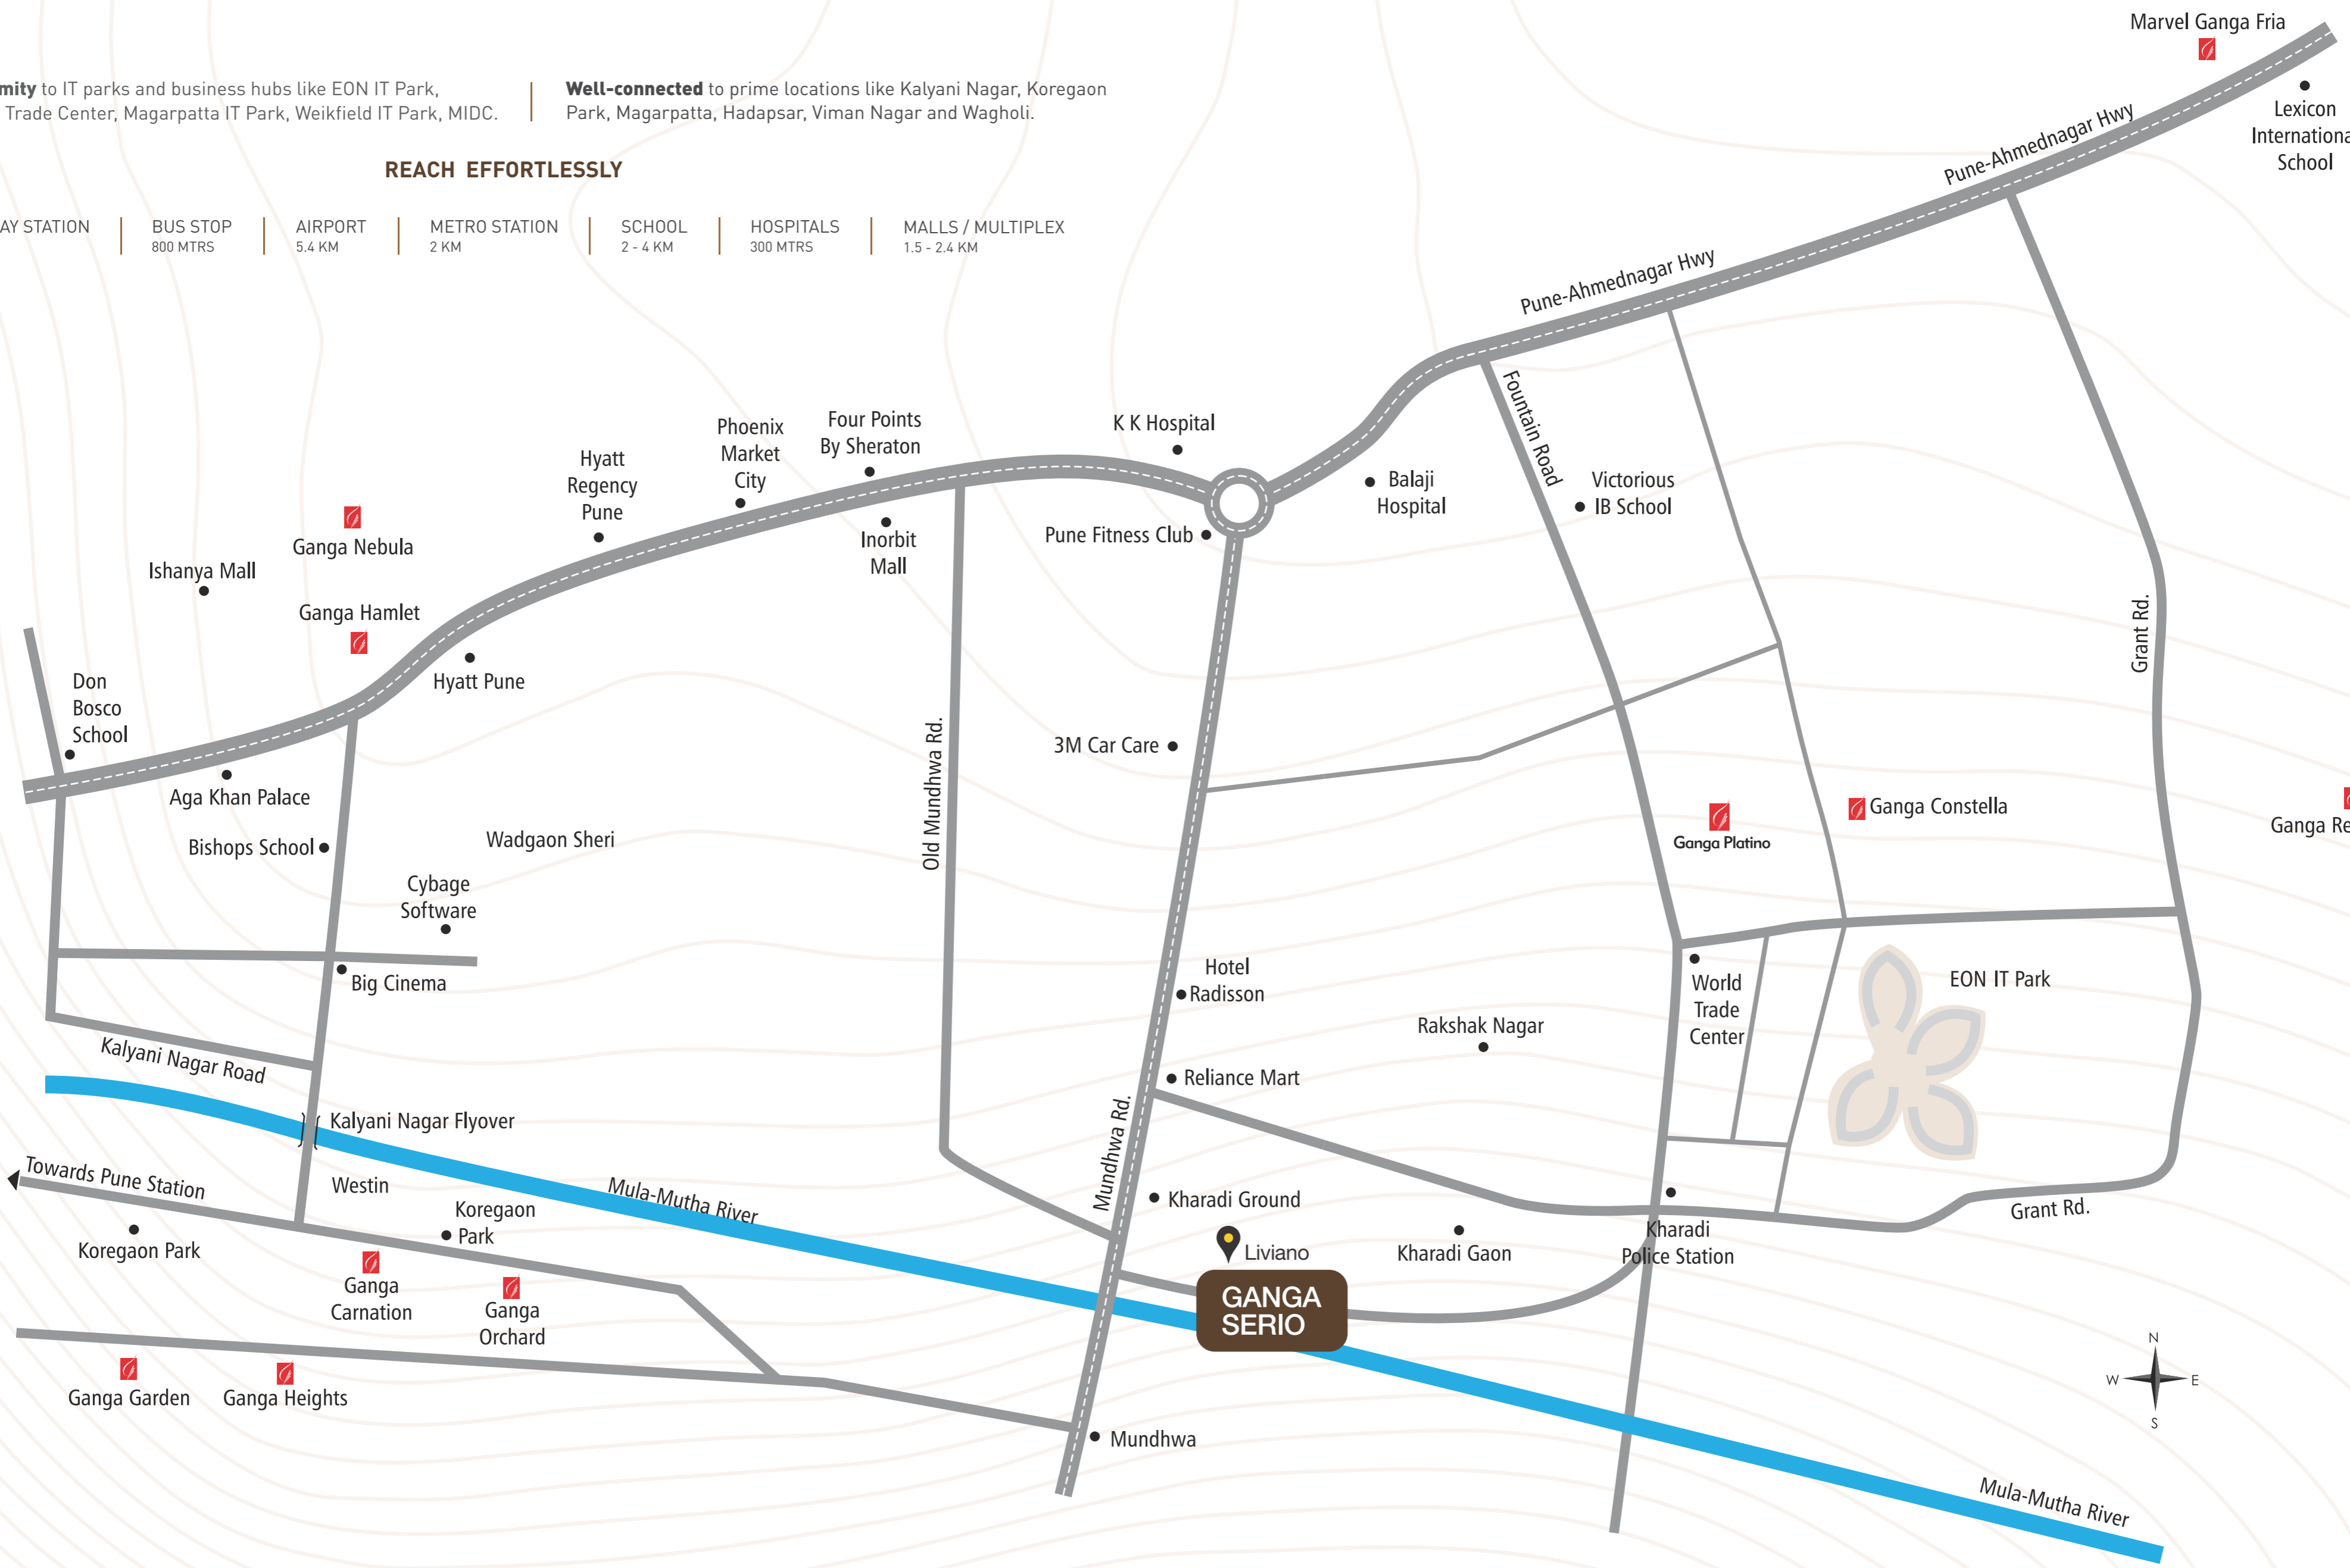 mity to IT parks and business hubs like EON IT Park,
Trade Center, Magarpatta IT Park, Weikfield IT Park, MIDC.
Well-connected to prime locations like Kalyani Nagar, Koregaon
Park, Magarpatta, Hadapsar, Viman Nagar and Wagholi.
REACH EFFORTLESSLY
AY STATION
BUS STOP
800 MTRS
AIRPORT
5.4 KM
METRO STATION
2 KM
SCHOOL
2 - 4 KM
HOSPITALS
300 MTRS
MALLS / MULTIPLEX
1.5 - 2.4 KM
Marvel Ganga Fria
Lexicon
Internationa
School
Pune-Ahmednagar Hwy
Pune-Ahmednagar Hwy
Fountain Road
Victorious
IB School
K K Hospital
Balaji
Hospital
Pune Fitness Club
Four Points
By Sheraton
Phoenix
Market
City
Inorbit
Mall
Hyatt
Regency
Pune
Ganga Nebula
Ishanya Mall
Ganga Hamlet
Hyatt Pune
Don
Bosco
School
Aga Khan Palace
Bishops School
Wadgaon Sheri
Cybage
Software
Big Cinema
Old Mundhwa Rd.
3M Car Care
Grant Rd.
Ganga Platino
Ganga Constella
Ganga Re
Hotel
Radisson
Rakshak Nagar
World
Trade
Center
EON IT Park
Reliance Mart
Kalyani Nagar Road
Kalyani Nagar Flyover
Mundhwa Rd.
Towards Pune Station
Westin
Mula-Mutha River
Koregaon
Park
Koregaon Park
Kharadi Ground
Liviano
Kharadi Gaon
Kharadi
Police Station
Grant Rd.
Ganga
Carnation
Ganga
Orchard
GANGA
SERIO
Ganga Garden
Ganga Heights
Mundhwa
N
W
E
S
Mula-Mutha River